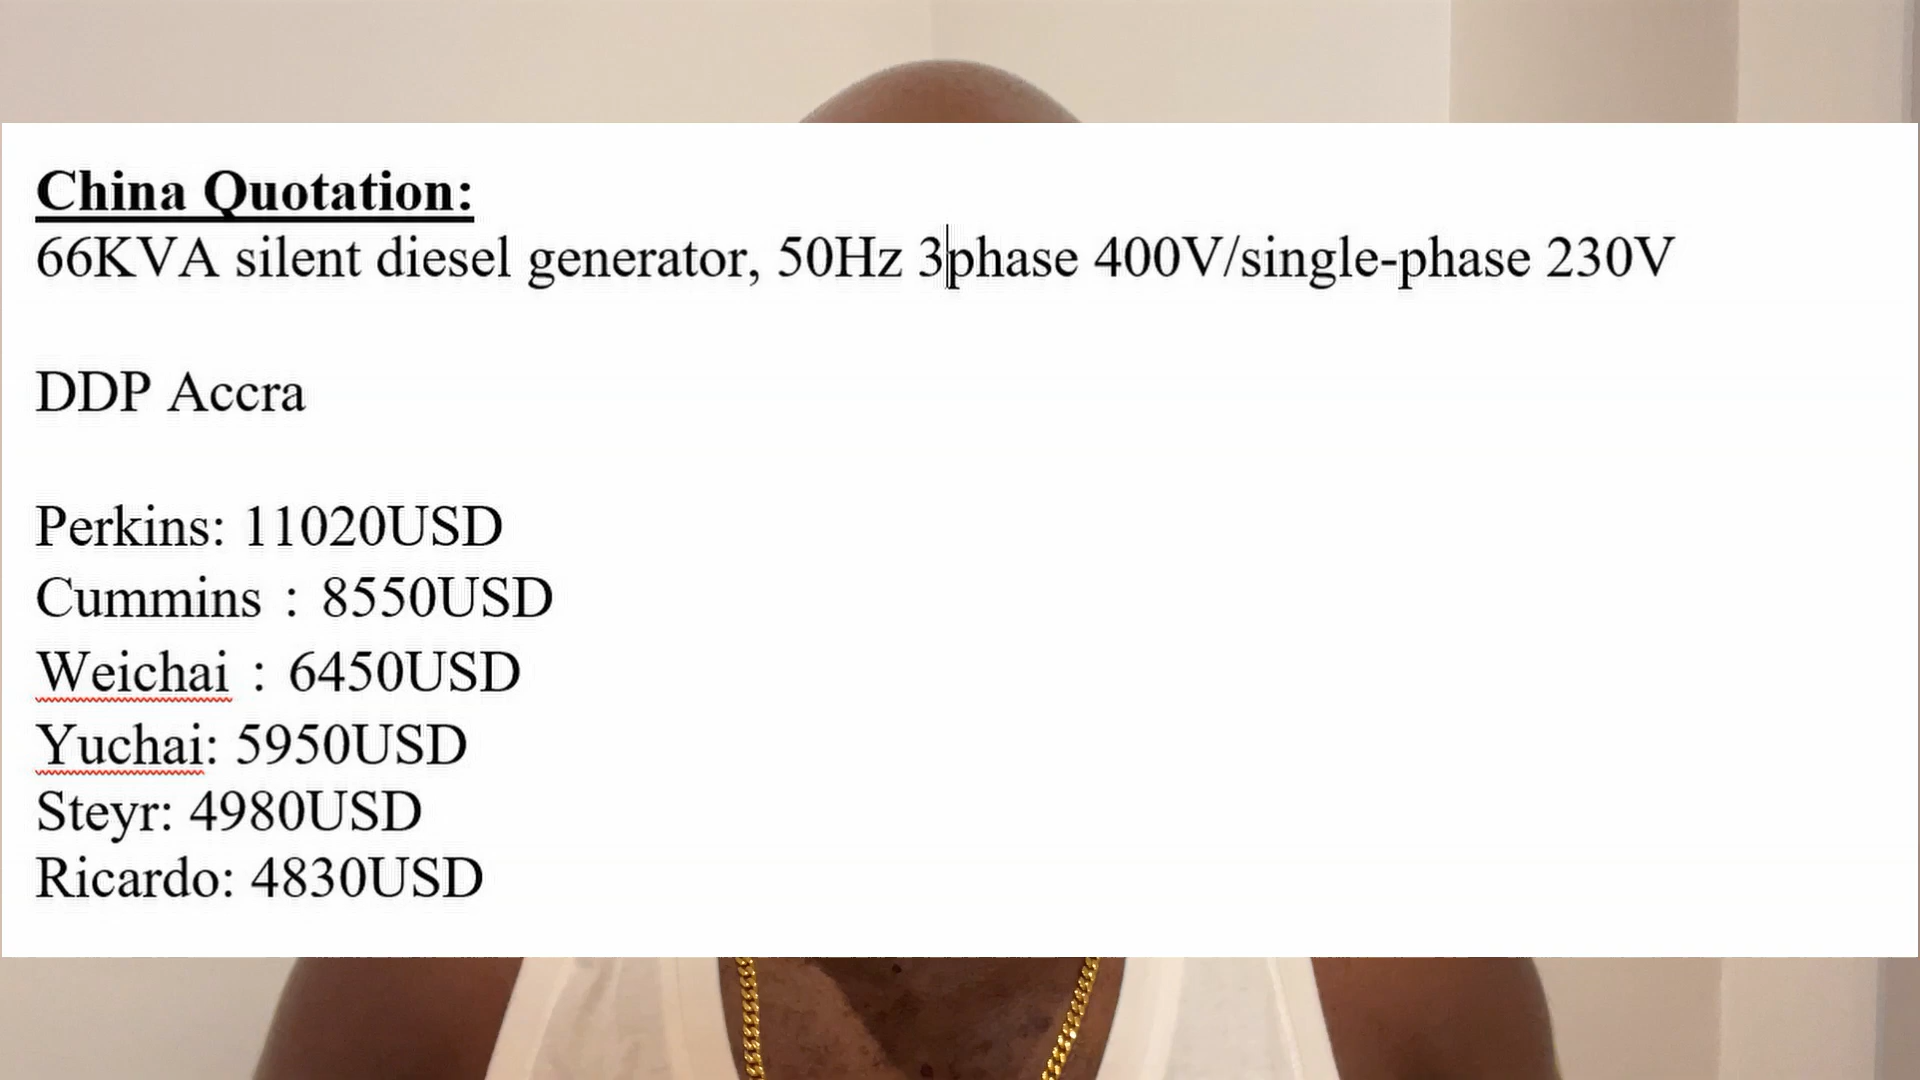 China Quotation:
66KVA silent diesel generator, 50Hz 3phase 400V/single-phase 230V
DDP Accra
Perkins: 11020USD
Cummins : 8550USD
Weichai : 6450USD
Yuchai: 5950USD
Steyr: 4980USD
Ricardo: 4830USD